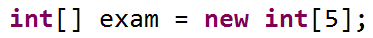 int[] exam = new int[5];